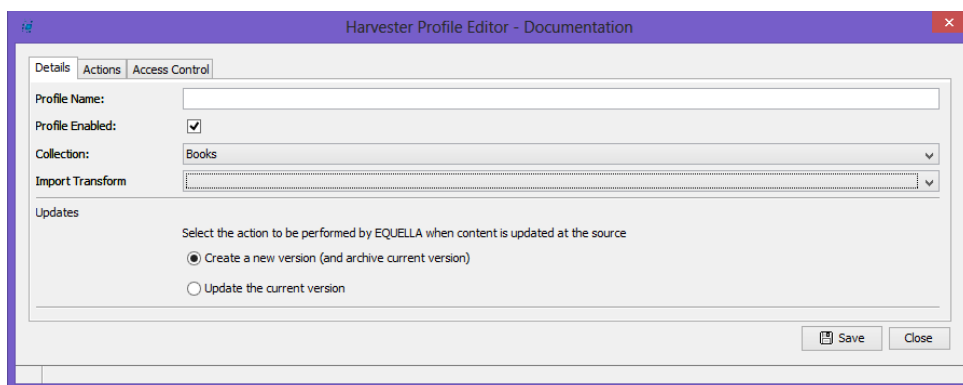 Harvester Profile Editor - Documentation
Details Actions Access Control
Profile Name:
Profile Enabled:
Collection: Books
Import Transform
Updates
Select the action to be performed by EQUELLA when content is updated at the source
Create a new version (and archive current version)
Update the current version
Save Close